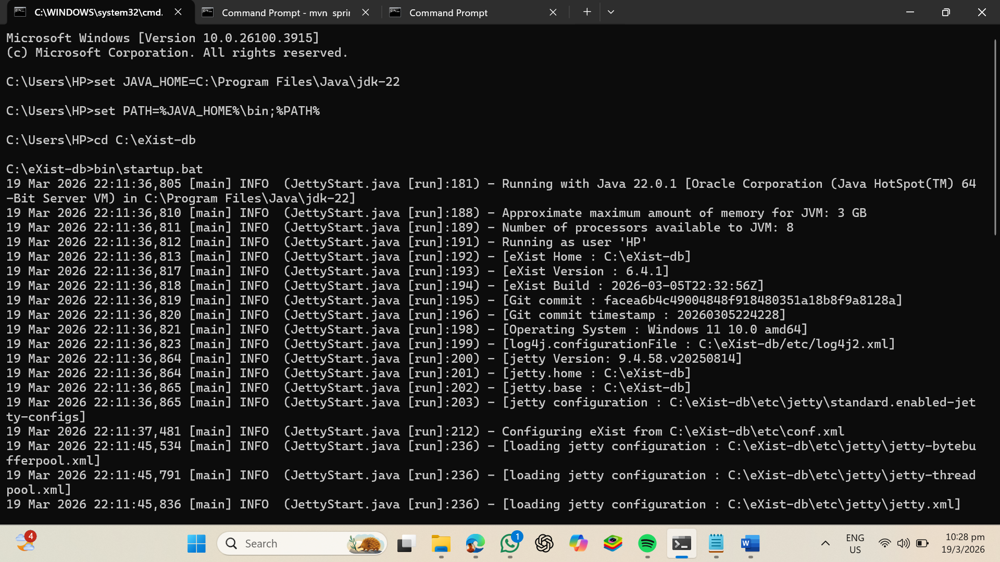 C:\WINDOWS\system32\cmd.
Command Prompt - mvn sprin
Command Prompt
Microsoft Windows [Version 10.0.26100.3915]
(c) Microsoft Corporation. All rights reserved.
C:\Users\HP>set JAVA_HOME=C:\Program Files\Java\jdk-22
C:\Users\HP>set PATH=%JAVA_HOME%\bin;%PATH%
C:\Users\HP>cd C:\eXist-db
C:\eXist-db>bin\startup.bat
19 Mar 2026 22:11:36,805 [main] INFO  (JettyStart.java [run]:181) - Running with Java 22.0.1 [Oracle Corporation (Java HotSpot(TM) 64
-Bit Server VM) in C:\Program Files\Java\jdk-22]
19 Mar 2026 22:11:36,810 [main] INFO  (JettyStart.java [run]:188) - Approximate maximum amount of memory for JVM: 3 GB
19 Mar 2026 22:11:36,811 [main] INFO  (JettyStart.java [run]:189) - Number of processors available to JVM: 8
19 Mar 2026 22:11:36,812 [main] INFO  (JettyStart.java [run]:191) - Running as user 'HP'
19 Mar 2026 22:11:36,813 [main] INFO  (JettyStart.java [run]:192) - [eXist Home : C:\eXist-db]
19 Mar 2026 22:11:36,817 [main] INFO  (JettyStart.java [run]:193) - [eXist Version : 6.4.1]
19 Mar 2026 22:11:36,818 [main] INFO  (JettyStart.java [run]:194) - [eXist Build : 2026-03-05T22:32:56Z]
19 Mar 2026 22:11:36,819 [main] INFO  (JettyStart.java [run]:195) - [Git commit : facea6b4c49004848f918480351a18b8f9a8128a]
19 Mar 2026 22:11:36,820 [main] INFO  (JettyStart.java [run]:196) - [Git commit timestamp : 20260305224228]
19 Mar 2026 22:11:36,821 [main] INFO  (JettyStart.java [run]:198) - [Operating System : Windows 11 10.0 amd64]
19 Mar 2026 22:11:36,823 [main] INFO  (JettyStart.java [run]:199) - [log4j.configurationFile : C:\eXist-db/etc/log4j2.xml]
19 Mar 2026 22:11:36,864 [main] INFO  (JettyStart.java [run]:200) - [jetty Version: 9.4.58.v20250814]
19 Mar 2026 22:11:36,864 [main] INFO  (JettyStart.java [run]:201) - [jetty.home : C:\eXist-db]
19 Mar 2026 22:11:36,865 [main] INFO  (JettyStart.java [run]:202) - [jetty.base : C:\eXist-db]
19 Mar 2026 22:11:36,865 [main] INFO  (JettyStart.java [run]:203) - [jetty configuration : C:\eXist-db\etc\jetty\standard.enabled-jet
ty-configs]
19 Mar 2026 22:11:37,481 [main] INFO  (JettyStart.java [run]:212) - Configuring eXist from C:\eXist-db\etc\conf.xml
19 Mar 2026 22:11:45,534 [main] INFO  (JettyStart.java [run]:236) - [loading jetty configuration : C:\eXist-db\etc\jetty\jetty-bytebu
fferpool.xml]
19 Mar 2026 22:11:45,791 [main] INFO  (JettyStart.java [run]:236) - [loading jetty configuration : C:\eXist-db\etc\jetty\jetty-thread
pool.xml]
19 Mar 2026 22:11:45,836 [main] INFO  (JettyStart.java [run]:236) - [loading jetty configuration : C:\eXist-db\etc\jetty\jetty.xml]
4
Search
1
W
ENG
US
10:28 pm
19/3/2026